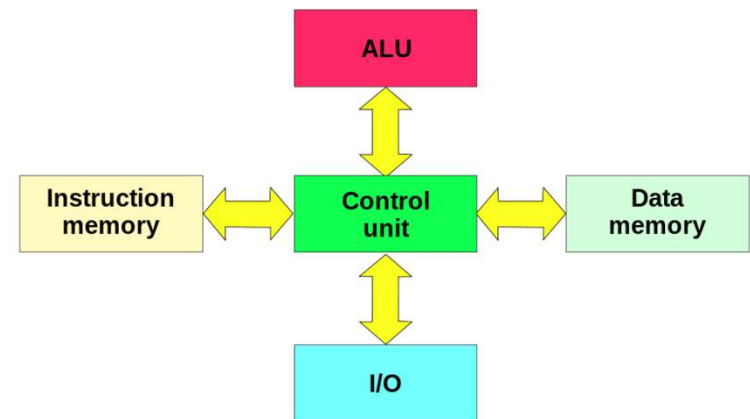 ALU
Instruction
memory
Control
unit
Data
memory
I/O